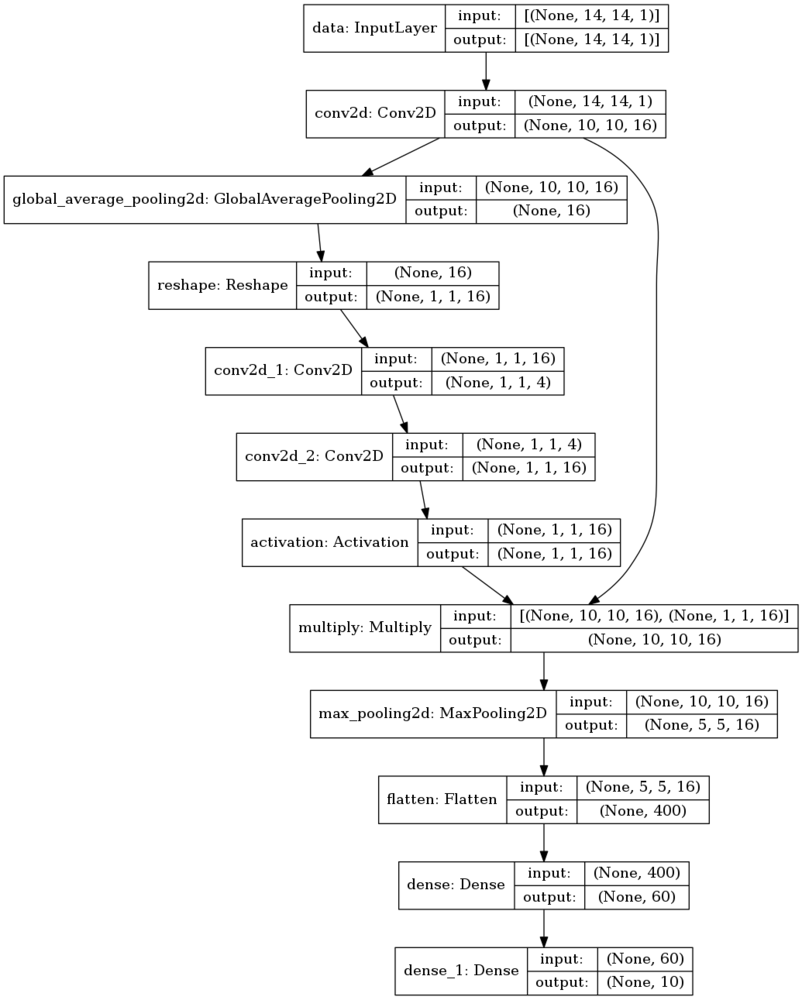 data: InputLayer
input: [(None, 14, 14, 1)]
output: [(None, 14, 14, 1)]
conv2d: Conv2D
input: (None, 14, 14, 1)
output: (None, 10, 10, 16)
global_average_pooling2d: GlobalAveragePooling2D
input: (None, 10, 10, 16)
output: (None, 16)
reshape: Reshape
input: (None, 16)
output: (None, 1, 1, 16)
conv2d_1: Conv2D
input: (None, 1, 1, 16)
output: (None, 1, 1, 4)
conv2d_2: Conv2D
input: (None, 1, 1, 4)
output: (None, 1, 1, 16)
activation: Activation
input: (None, 1, 1, 16)
output: (None, 1, 1, 16)
multiply: Multiply
input: [(None, 10, 10, 16), (None, 1, 1, 16)]
output: (None, 10, 10, 16)
max_pooling2d: MaxPooling2D
input: (None, 10, 10, 16)
output: (None, 5, 5, 16)
flatten: Flatten
input: (None, 5, 5, 16)
output: (None, 400)
dense: Dense
input: (None, 400)
output: (None, 60)
dense_1: Dense
input: (None, 60)
output: (None, 10)